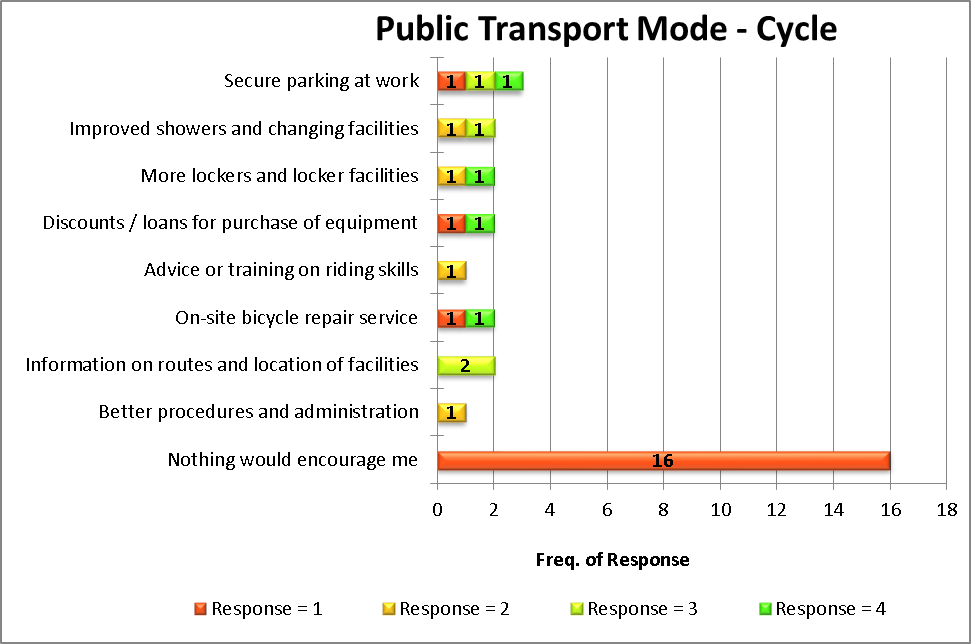 Public Transport Mode - Cycle
Secure parking at work 1 1 1
Improved showers and changing facilities 1 1
More lockers and locker facilities 1 1
Discounts / loans for purchase of equipment 1 1
Advice or training on riding skills 1
On-site bicycle repair service 1 1
Information on routes and location of facilities 2
Better procedures and administration 1
Nothing would encourage me 16
0 2 4 6 8 10 12 14 16 18
Freq. of Response
Response = 1 Response = 2 Response = 3 Response = 4